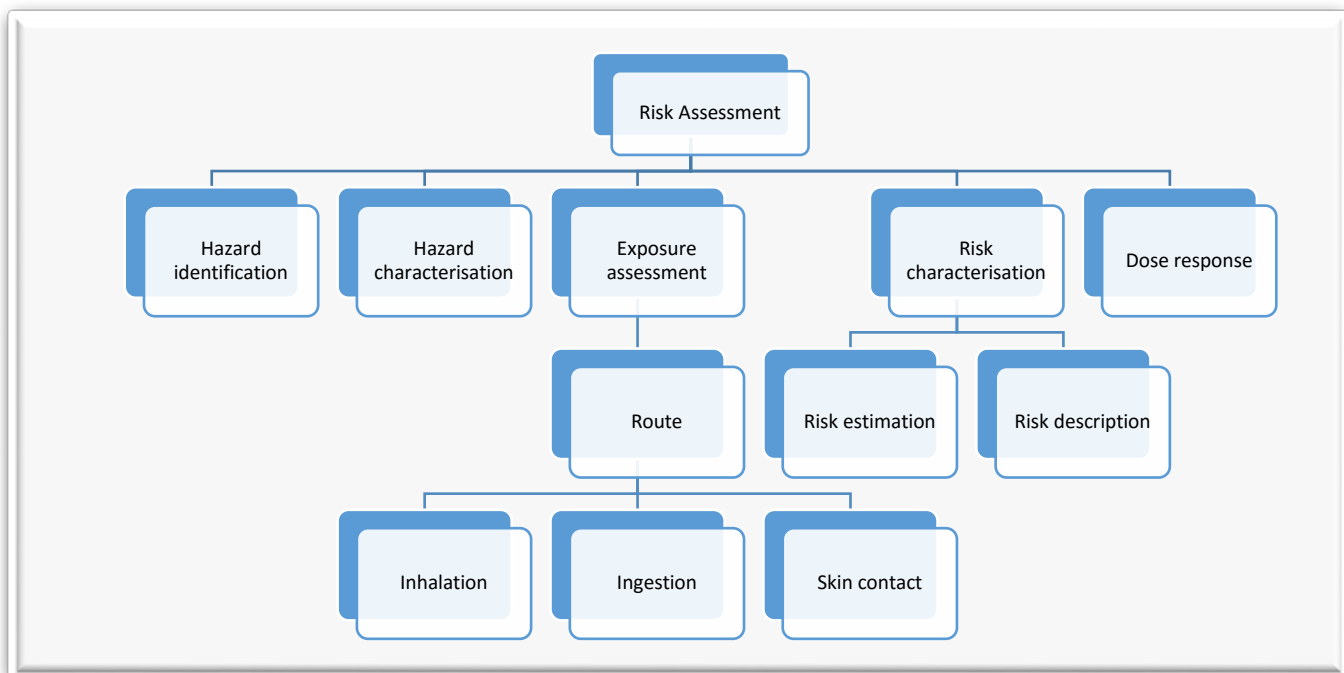 Risk Assessment
Hazard
identification
Hazard
characterisation
Exposure
assessment
Risk
characterisation
Dose response
Route
Risk estimation
Risk description
Inhalation
Ingestion
Skin contact